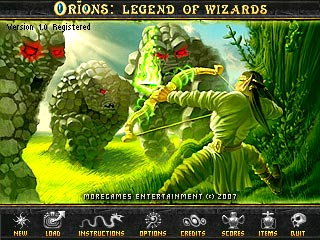 ORIONS: LEGEND OF WIZARDS
Version 1.0 Registered
MOREGAMES ENTERTAINMENT (C) 2007
NEW LOAD INSTRUCTIONS OPTIONS CREDITS SCORES ITEMS QUIT